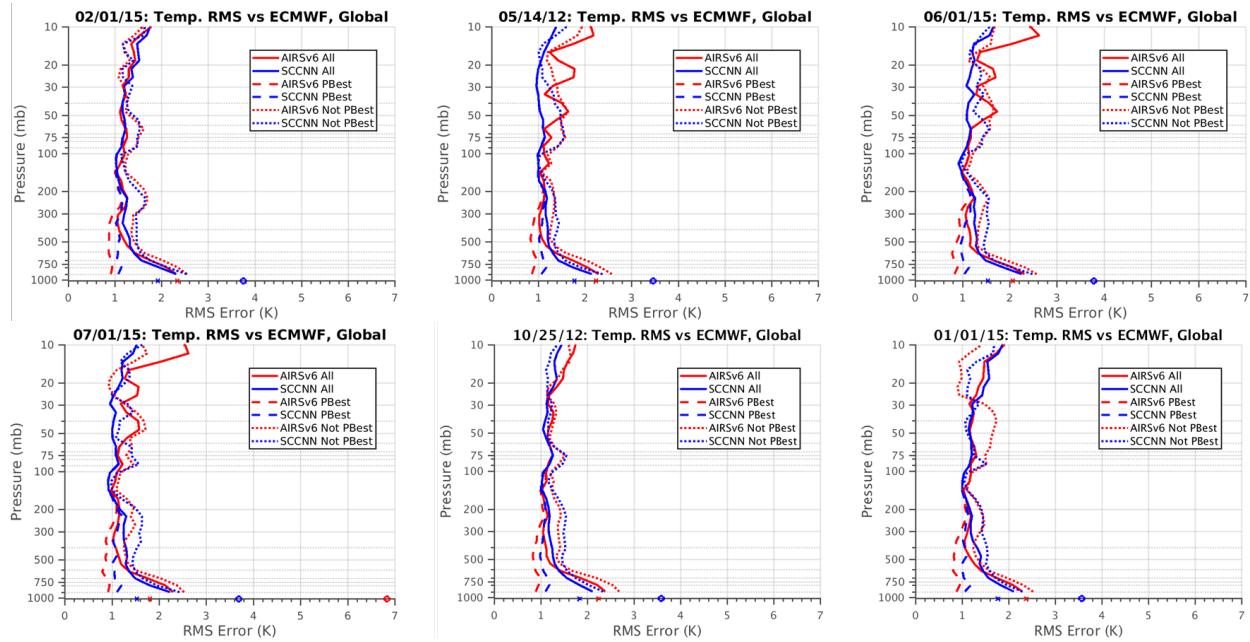 02/01/15: Temp. RMS vs ECMWF, Global
10
20
30
50
75
100
200
300
500
750
1000
Pressure (mb)
AIRSv6 All
SCCNN All
AIRSv6 PBest
SCCNN PBest
AIRSv6 Not PBest
SCCNN Not PBest
0 1 2 3 4 5 6 7
RMS Error (K)
05/14/12: Temp. RMS vs ECMWF, Global
10
20
30
50
75
100
200
300
500
750
1000
Pressure (mb)
AIRSv6 All
SCCNN All
AIRSv6 PBest
SCCNN PBest
AIRSv6 Not PBest
SCCNN Not PBest
0 1 2 3 4 5 6 7
RMS Error (K)
06/01/15: Temp. RMS vs ECMWF, Global
10
20
30
50
75
100
200
300
500
750
1000
Pressure (mb)
AIRSv6 All
SCCNN All
AIRSv6 PBest
SCCNN PBest
AIRSv6 Not PBest
SCCNN Not PBest
0 1 2 3 4 5 6 7
RMS Error (K)
07/01/15: Temp. RMS vs ECMWF, Global
10
20
30
50
75
100
200
300
500
750
1000
Pressure (mb)
AIRSv6 All
SCCNN All
AIRSv6 PBest
SCCNN PBest
AIRSv6 Not PBest
SCCNN Not PBest
0 1 2 3 4 5 6 7
RMS Error (K)
10/25/12: Temp. RMS vs ECMWF, Global
10
20
30
50
75
100
200
300
500
750
1000
Pressure (mb)
AIRSv6 All
SCCNN All
AIRSv6 PBest
SCCNN PBest
AIRSv6 Not PBest
SCCNN Not PBest
0 1 2 3 4 5 6 7
RMS Error (K)
01/01/15: Temp. RMS vs ECMWF, Global
10
20
30
50
75
100
200
300
500
750
1000
Pressure (mb)
AIRSv6 All
SCCNN All
AIRSv6 PBest
SCCNN PBest
AIRSv6 Not PBest
SCCNN Not PBest
0 1 2 3 4 5 6 7
RMS Error (K)